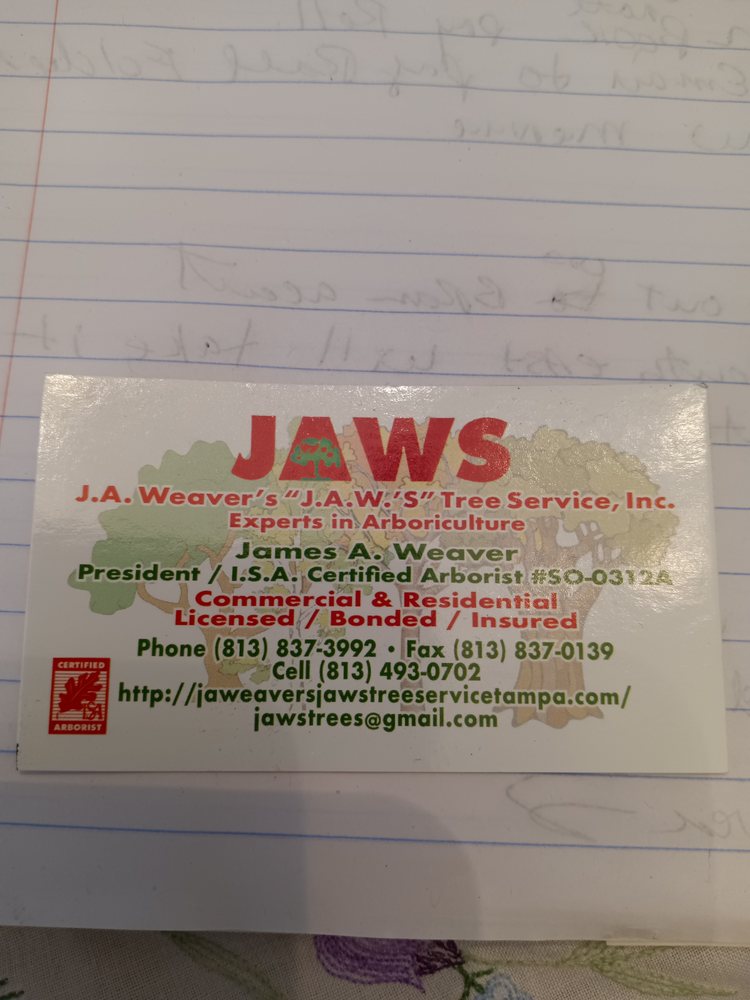 JAWS
J.A. Weaver's "J.A.W.'S" Tree Service, Inc.
Experts in Arboriculture
James A. Weaver
President / I.S.A. Certified Arborist #SO-0312A
Commercial & Residential
Licensed / Bonded / Insured
Phone (813) 837-3992 • Fax (813) 837-0139
Cell (813) 493-0702
http://jaweaversjawstreeservicetampa.com/
jawstrees@gmail.com
CERTIFIED
ISA
ARBORIST